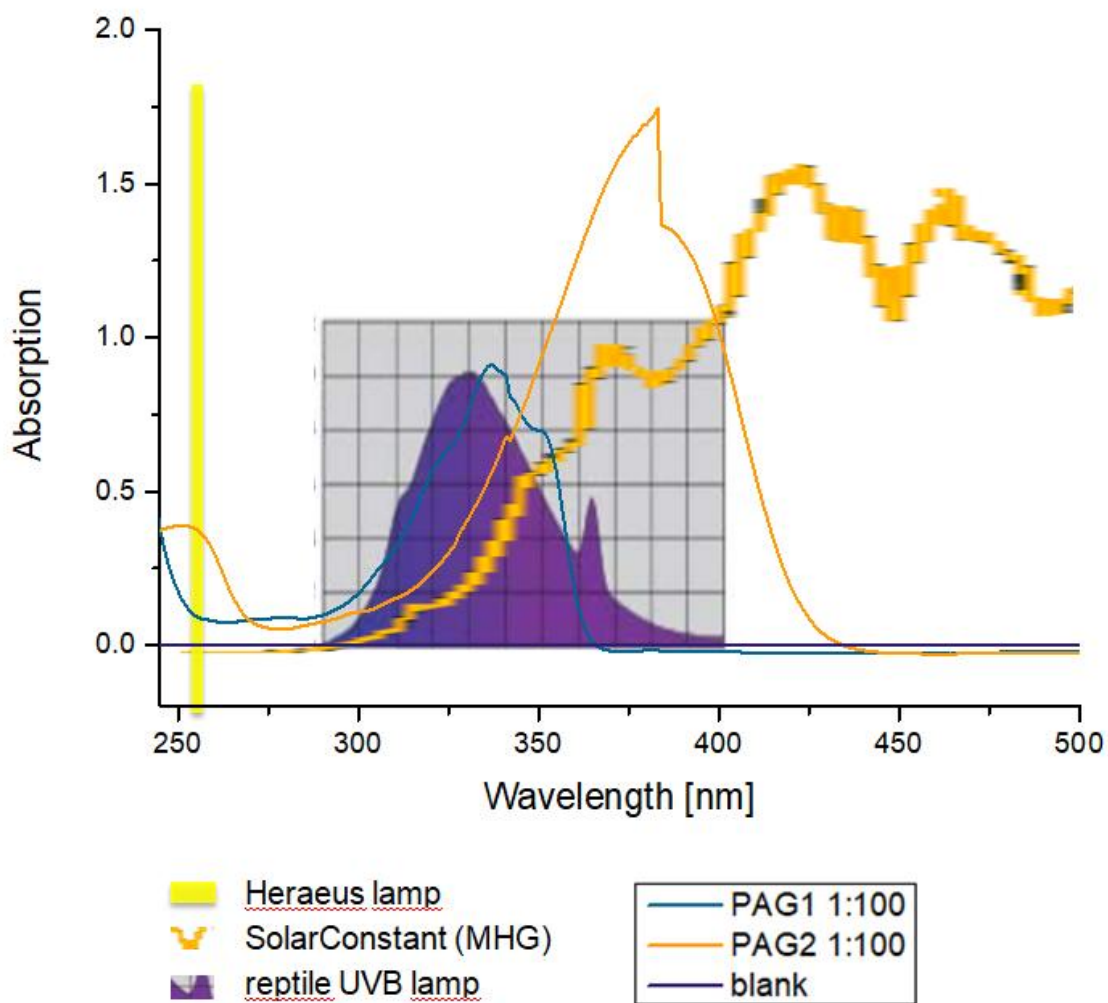 2.0
1.5
1.0
0.5
0.0
Absorption
250 300 350 400 450 500
Wavelength [nm]
Heraeus lamp
SolarConstant (MHG)
reptile UVB lamp
PAG1 1:100
PAG2 1:100
blank